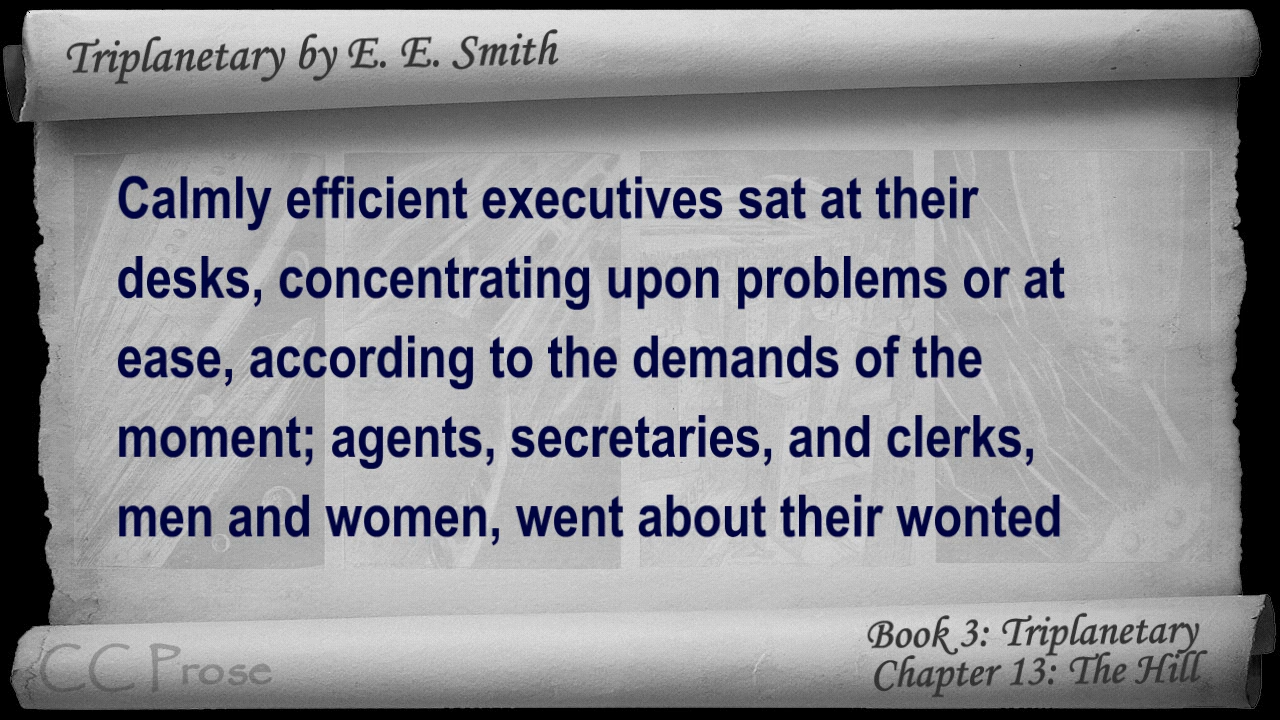 Triplanetary by E. E. Smith
Calmly efficient executives sat at their
desks, concentrating upon problems or at
ease, according to the demands of the
moment; agents, secretaries, and clerks,
men and women, went about their wonted
Book 3: Triplanetary
Chapter 13: The Hill
CC Prose